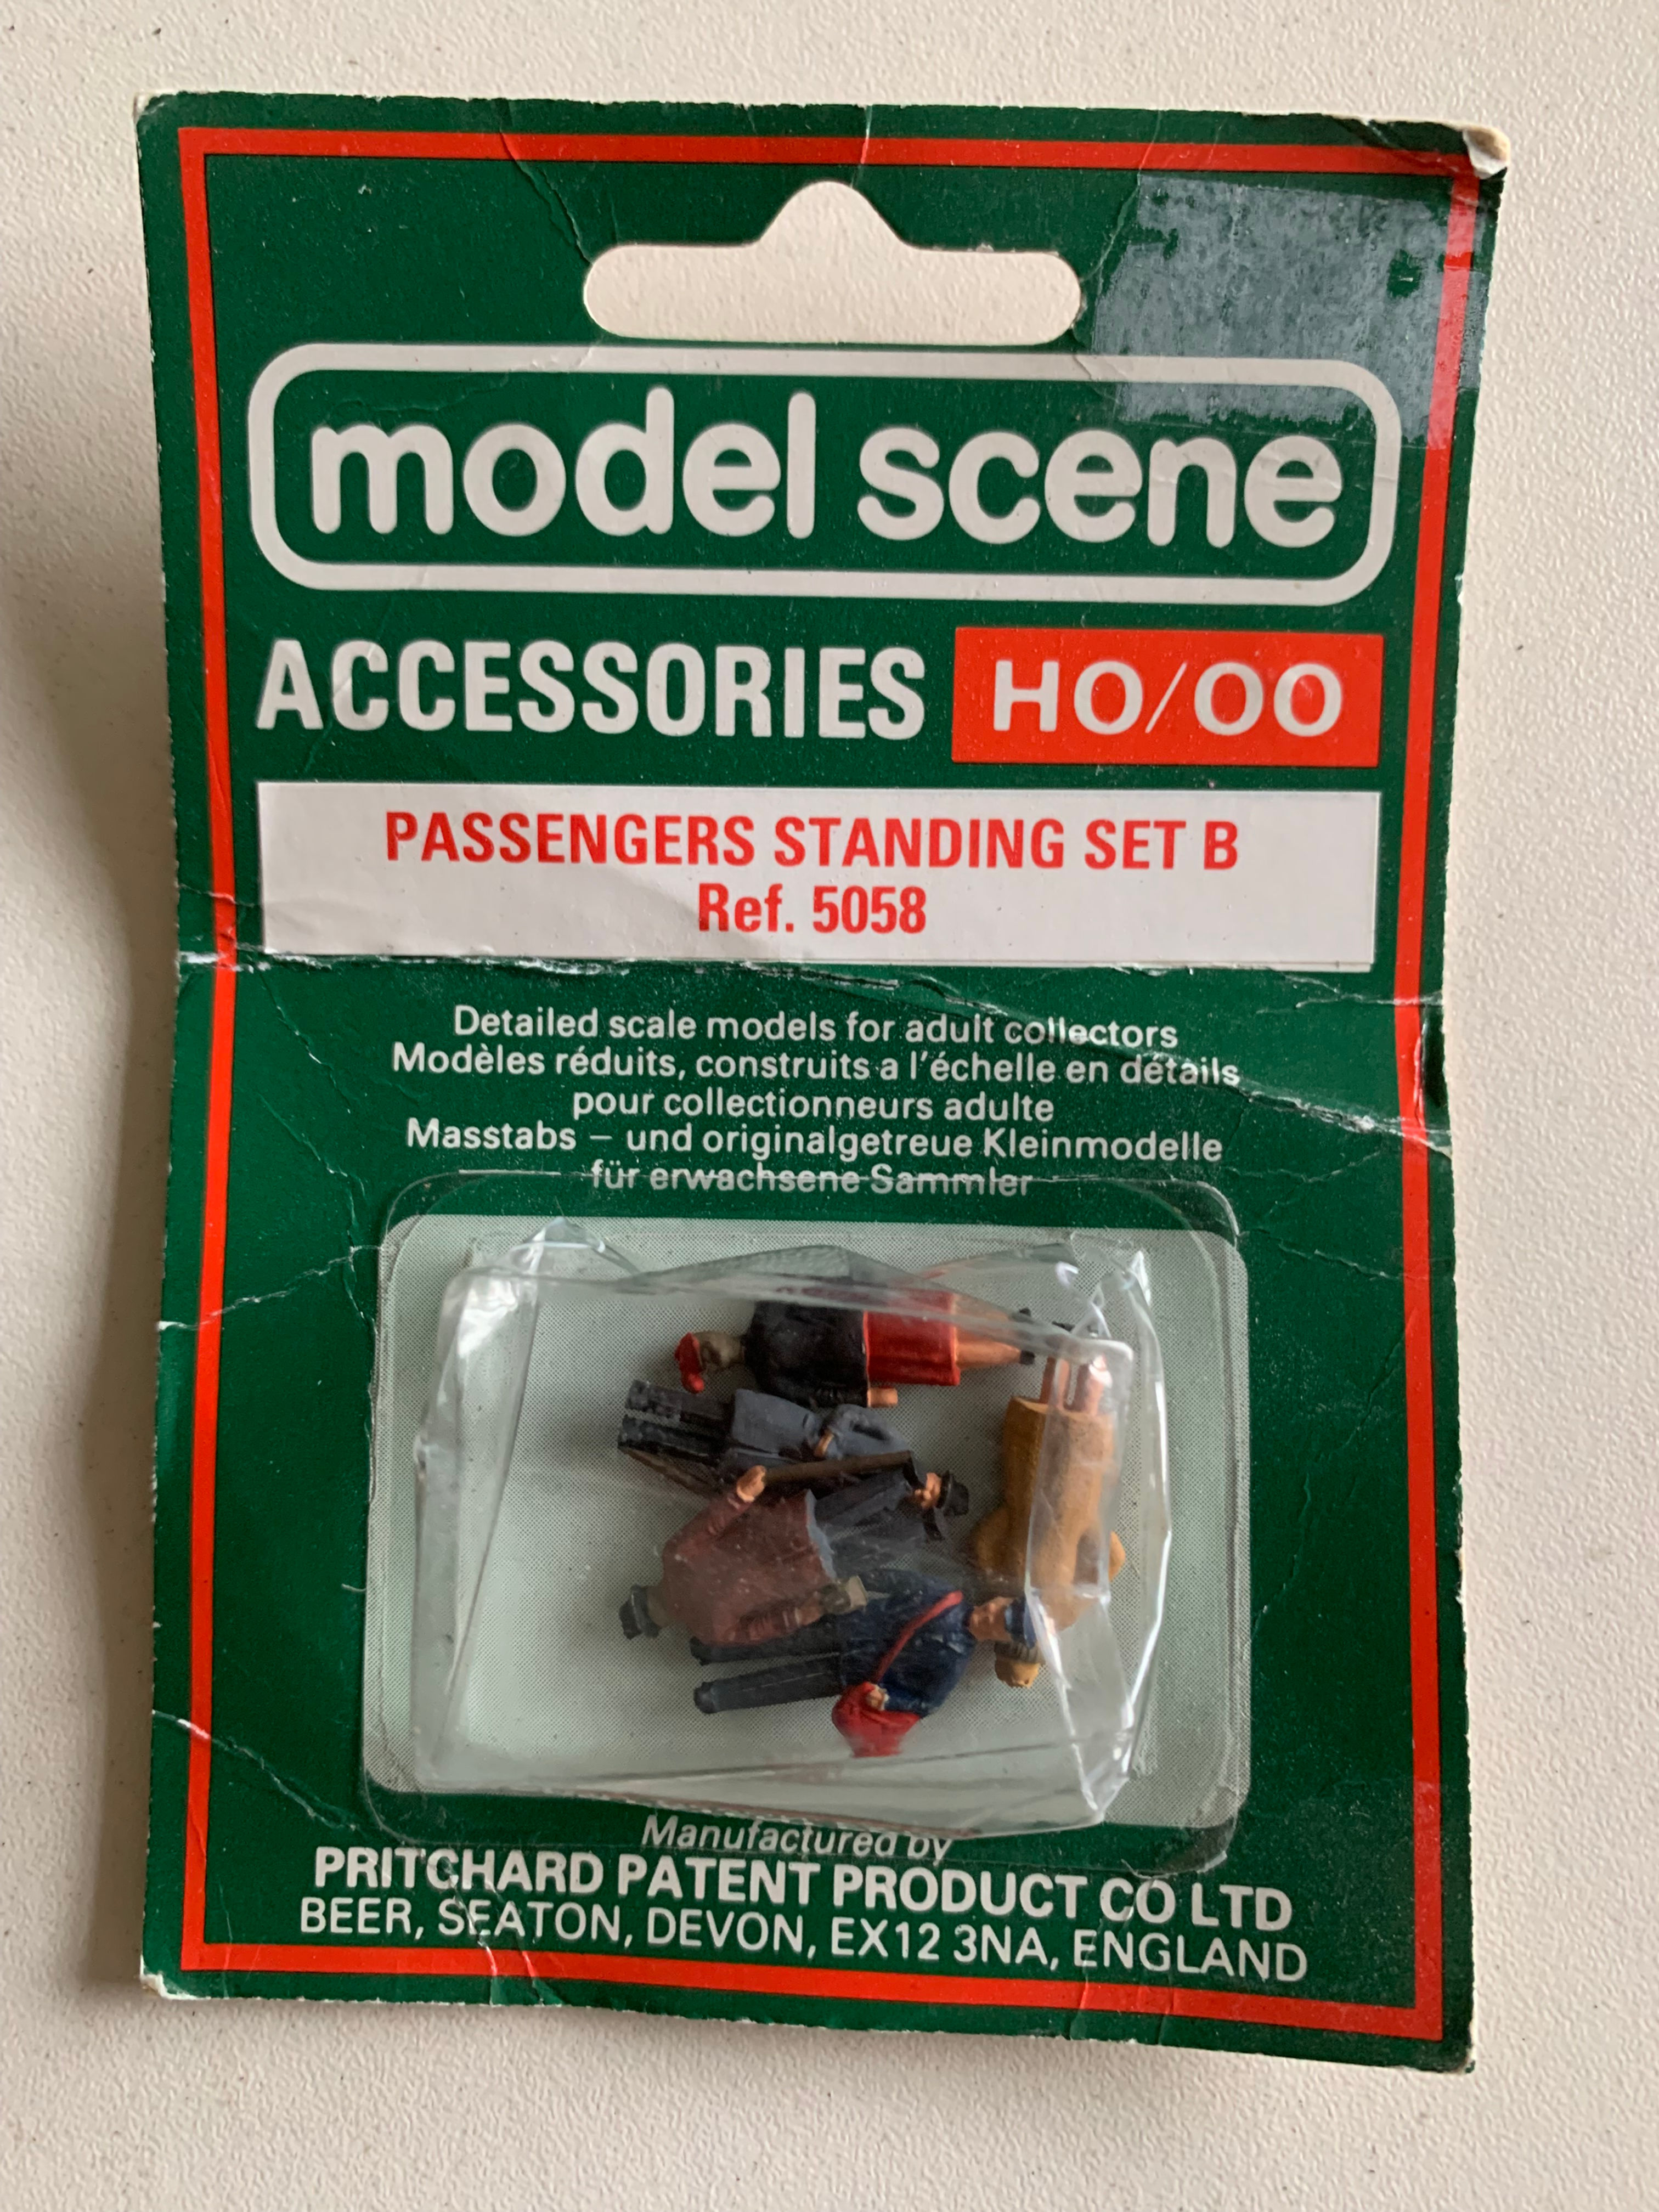 model scene
ACCESSORIES HO/OO
PASSENGERS STANDING SET B
Ref. 5058
Detailed scale models for adult collectors
Modèles réduits, construits a l'échelle en détails
pour collectionneurs adulte
Masstabs – und originalgetreue Kleinmodelle
für erwachsene Sammler
Manufactured by
PRITCHARD PATENT PRODUCT CO LTD
BEER, SEATON, DEVON, EX12 3NA, ENGLAND